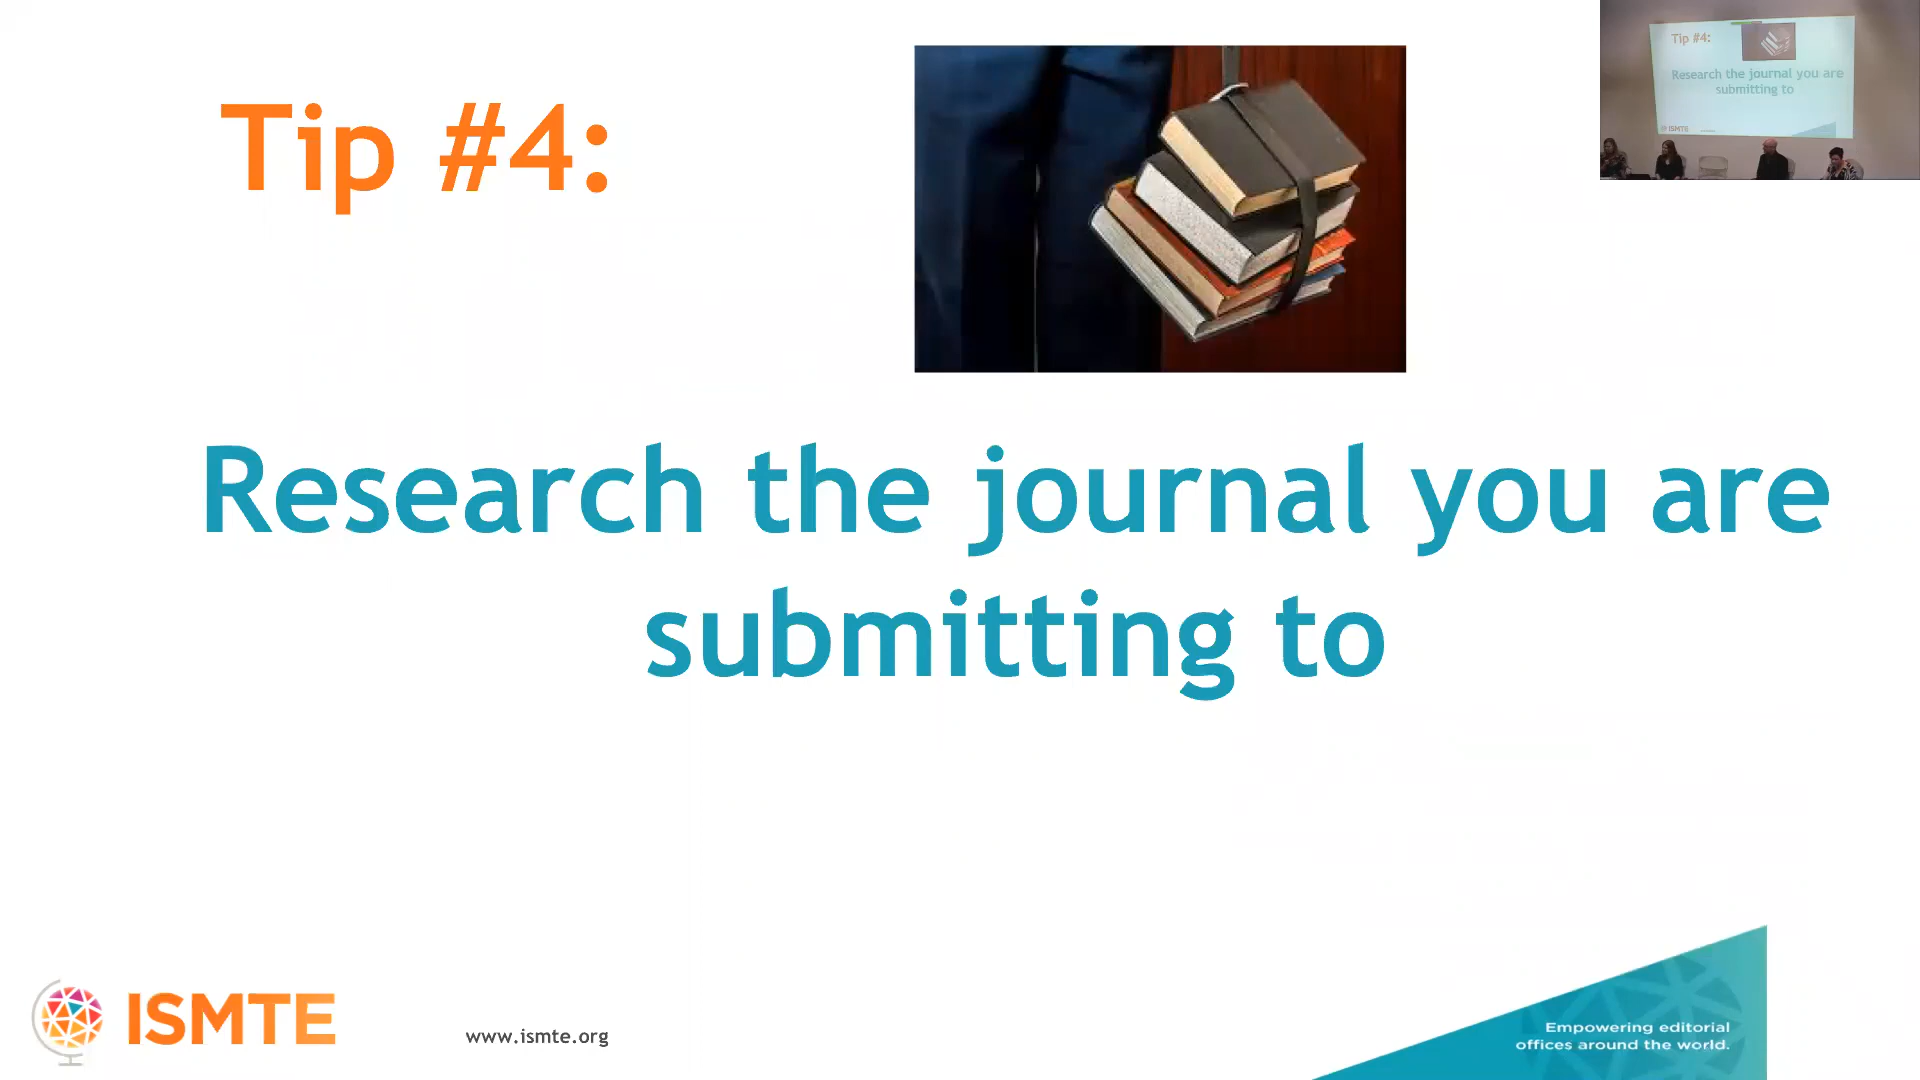 Tip #4:
Research the journal you are
submitting to
ISMTE
www.ismte.org
Empowering editorial
offices around the world.
Tip #4:
Research the journal you are
submitting to
ISMTE